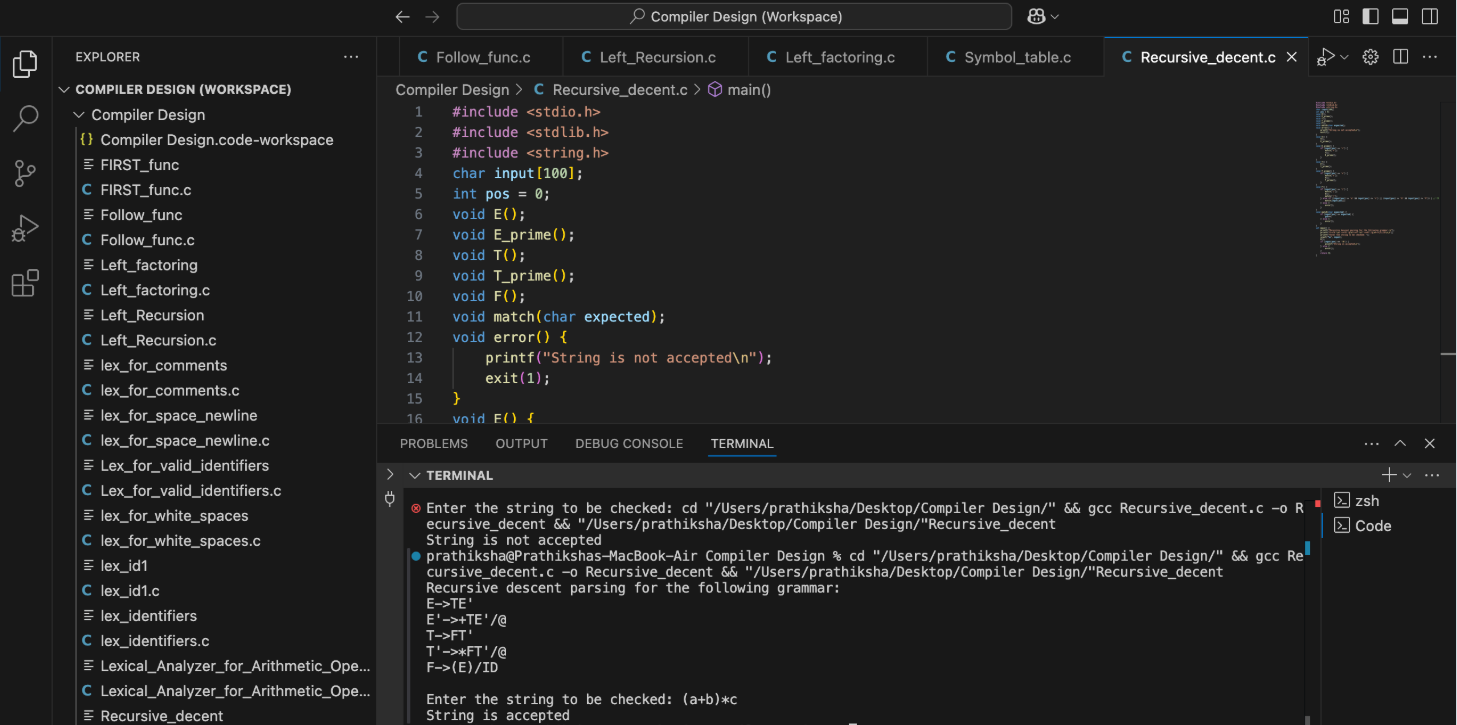 Compiler Design (Workspace)
EXPLORER
COMPILER DESIGN (WORKSPACE)
Compiler Design
{} Compiler Design.code-workspace
FIRST_func
C FIRST_func.c
Follow_func
C Follow_func.c
Left_factoring
C Left_factoring.c
Left_Recursion
C Left_Recursion.c
lex_for_comments
C lex_for_comments.c
lex_for_space_newline
C lex_for_space_newline.c
Lex_for_valid_identifiers
C Lex_for_valid_identifiers.c
lex_for_white_spaces
C lex_for_white_spaces.c
lex_id1
C lex_id1.c
lex_identifiers
C lex_identifiers.c
Lexical_Analyzer_for_Arithmetic_Ope...
C Lexical_Analyzer_for_Arithmetic_Ope...
Recursive_decent
C Follow_func.c C Left_Recursion.c C Left_factoring.c C Symbol_table.c C Recursive_decent.c
Compiler Design > C Recursive_decent.c > main()
1 #include <stdio.h>
2 #include <stdlib.h>
3 #include <string.h>
4 char input[100];
5 int pos = 0;
6 void E();
7 void E_prime();
8 void T();
9 void T_prime();
10 void F();
11 void match(char expected);
12 void error() {
13 printf("String is not accepted\n");
14 exit(1);
15 }
16 void E() {
PROBLEMS OUTPUT DEBUG CONSOLE TERMINAL
TERMINAL
Enter the string to be checked: cd "/Users/prathiksha/Desktop/Compiler Design/" && gcc Recursive_decent.c -o R
ecursive_decent && "/Users/prathiksha/Desktop/Compiler Design/"Recursive_decent
String is not accepted
prathiksha@Prathikshas-MacBook-Air Compiler Design % cd "/Users/prathiksha/Desktop/Compiler Design/" && gcc Re
cursive_decent.c -o Recursive_decent && "/Users/prathiksha/Desktop/Compiler Design/"Recursive_decent
Recursive descent parsing for the following grammar:
E->TE'
E'->+TE'/@
T->FT'
T'->*FT'/@
F->(E)/ID
Enter the string to be checked: (a+b)*c
String is accepted
zsh
Code